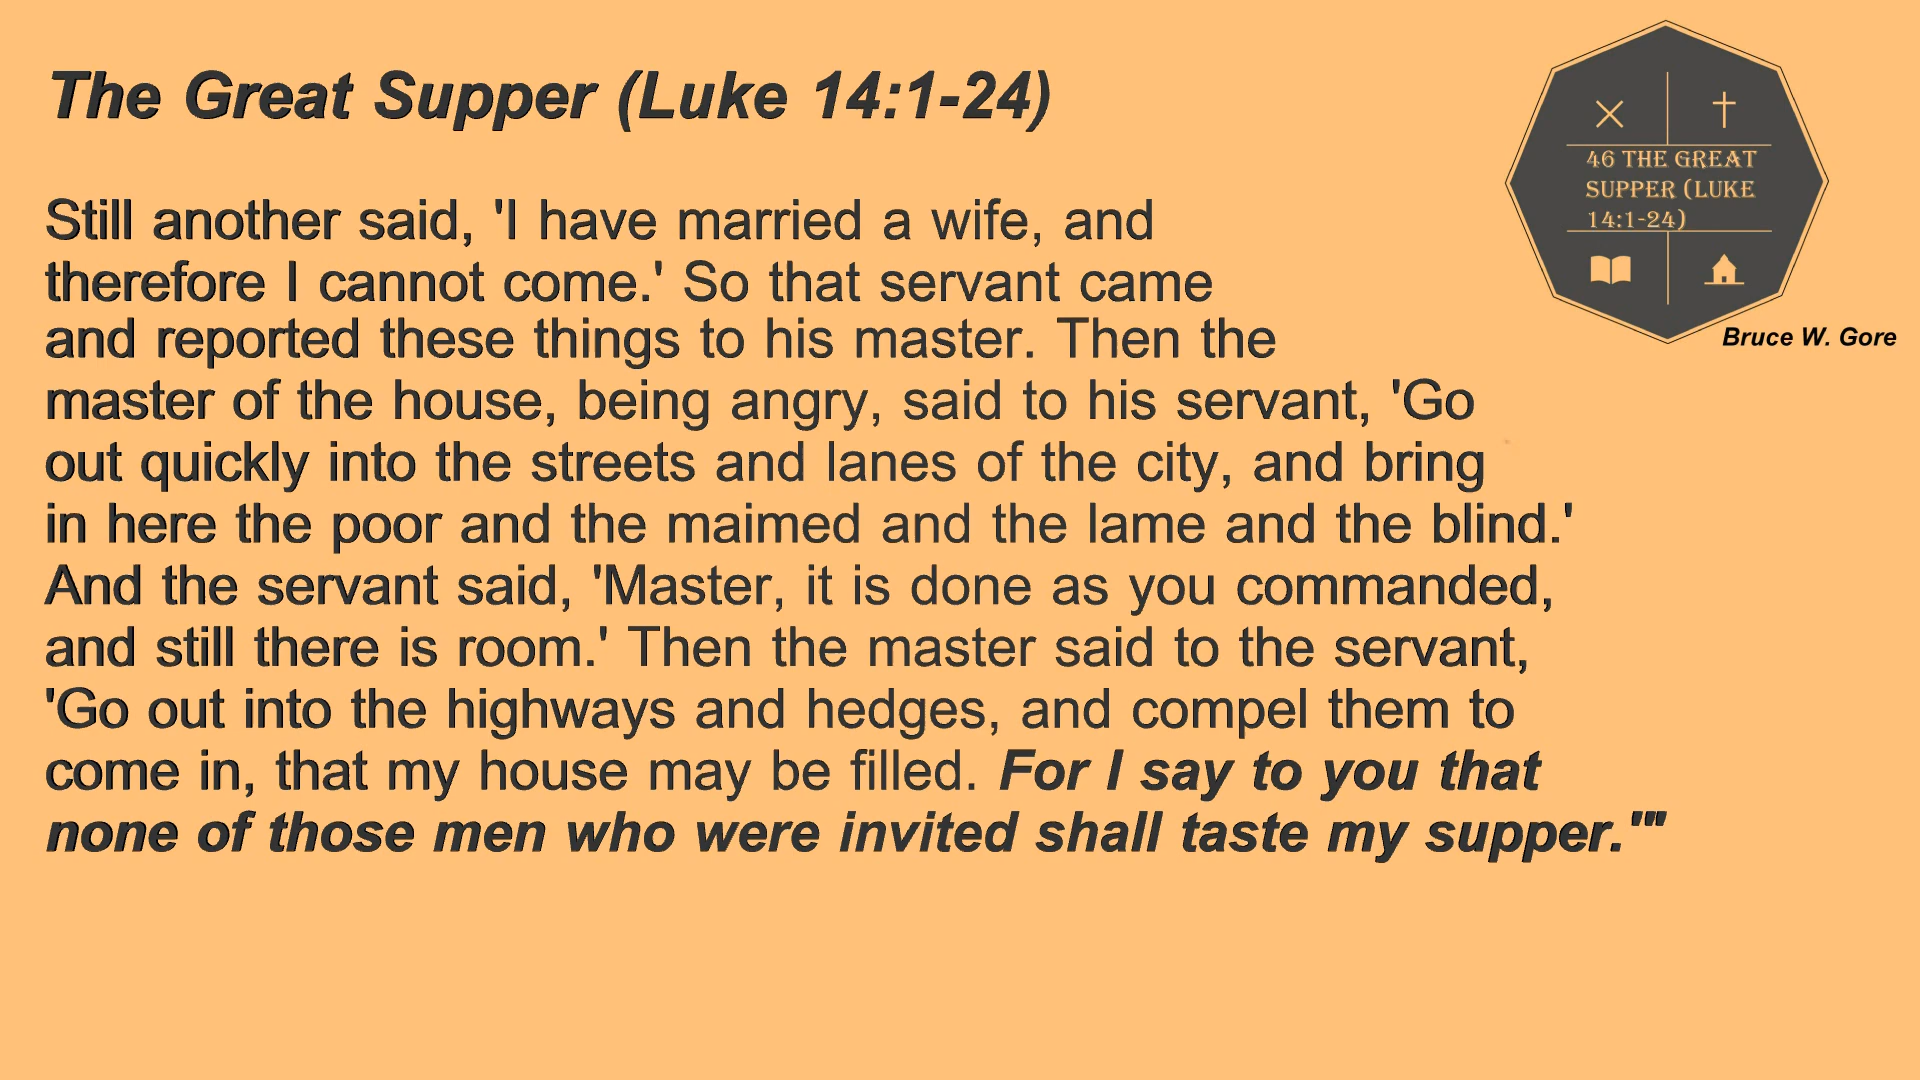 The Great Supper (Luke 14:1-24)
46 THE GREAT
SUPPER (LUKE
14:1-24)
Bruce W. Gore
Still another said, 'I have married a wife, and
therefore I cannot come.' So that servant came
and reported these things to his master. Then the
master of the house, being angry, said to his servant, 'Go
out quickly into the streets and lanes of the city, and bring
in here the poor and the maimed and the lame and the blind.'
And the servant said, 'Master, it is done as you commanded,
and still there is room.' Then the master said to the servant,
'Go out into the highways and hedges, and compel them to
come in, that my house may be filled. For I say to you that
none of those men who were invited shall taste my supper.'"